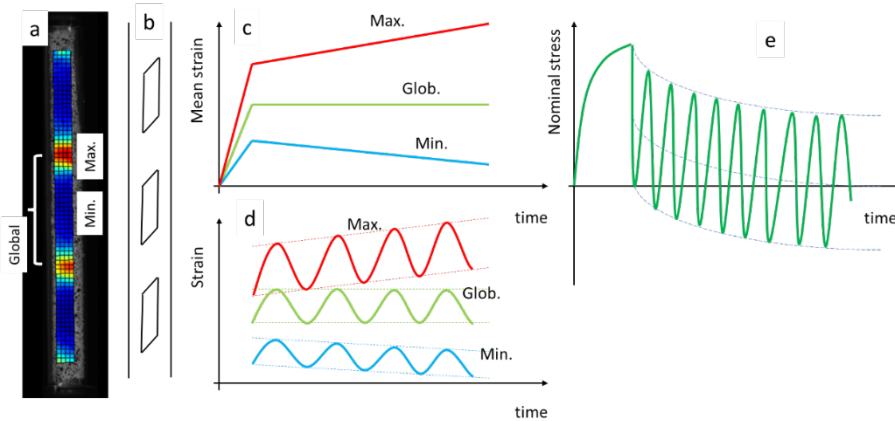 a
b
c
e
Max.
Glob.
Min.
Mean strain
time
Max.
Min.
Global
d
Max.
Glob.
Min.
Strain
time
Nominal stress
time